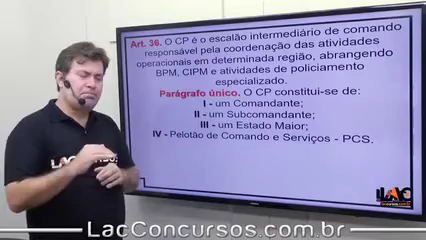 Art. 36. O CP é o escalão intermediário de comando
responsável pela coordenação das atividades
operacionais em determinada região, abrangendo
BPM, CIPM e atividades de policiamento
especializado.
Parágrafo único. O CP constitui-se de:
I - um Comandante;
II - um Subcomandante;
III - um Estado Maior;
IV - Pelotão de Comando e Serviços - PCS.
LAC
LacConcursos.com.br